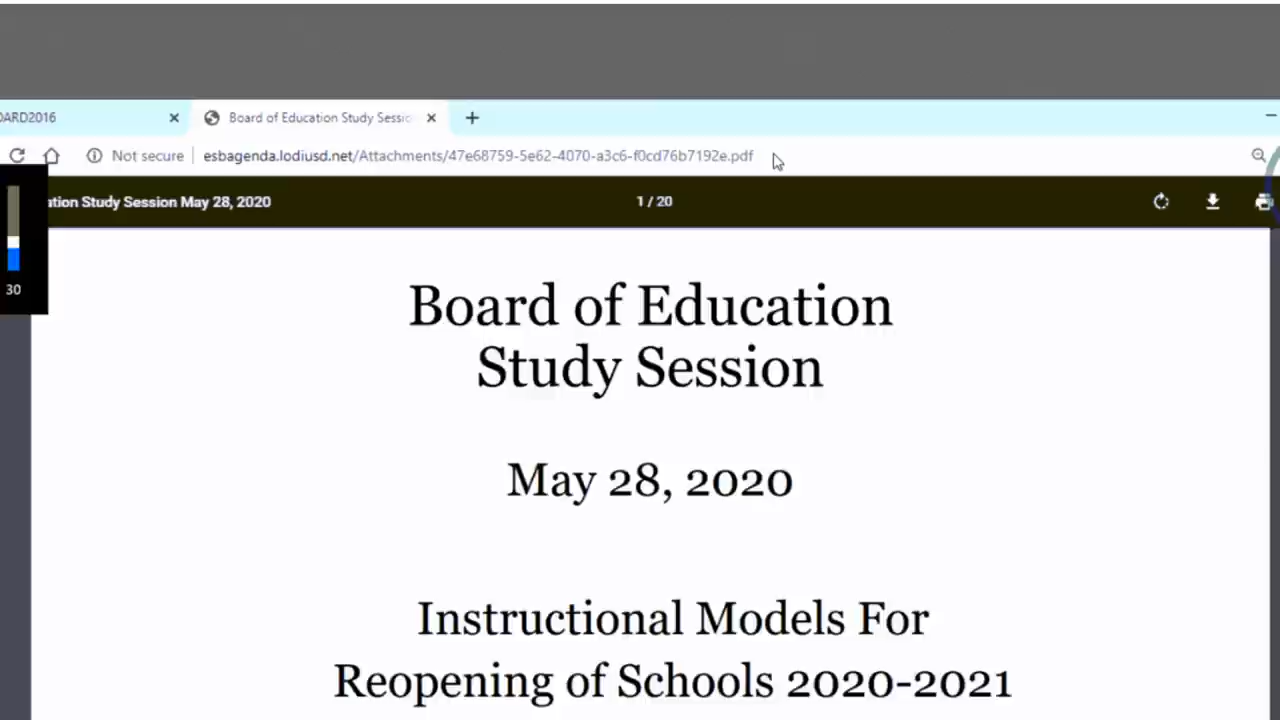 OARD2016
Board of Education Study Sessio
Not secure
esbagenda.lodiusd.net/Attachments/47e68759-5e62-4070-a3c6-f0cd76b7192e.pdf
ation Study Session May 28, 2020
1 / 20
30
Board of Education
Study Session
May 28, 2020
Instructional Models For
Reopening of Schools 2020-2021